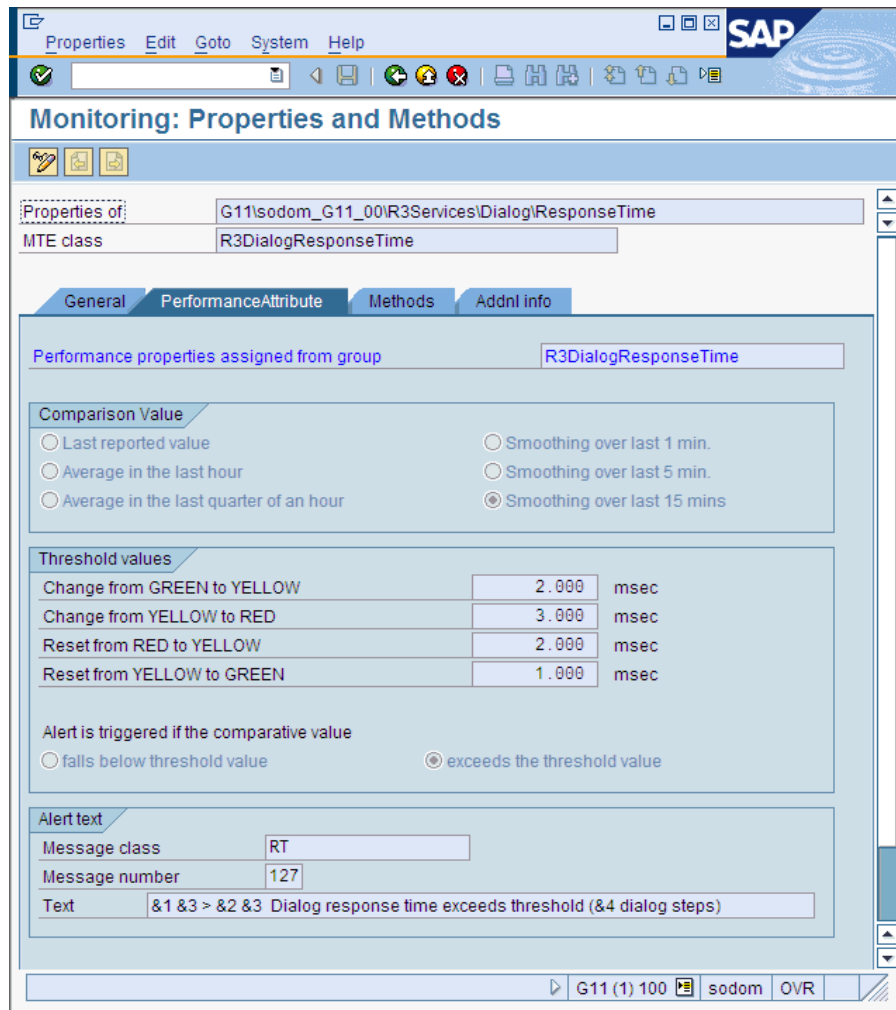 Properties Edit Goto System Help
SAP
Monitoring: Properties and Methods
Properties of G11\sodom_G11_00\R3Services\Dialog\ResponseTime
MTE class R3DialogResponseTime
General PerformanceAttribute Methods Addnl info
Performance properties assigned from group R3DialogResponseTime
Comparison Value
Last reported value Smoothing over last 1 min.
Average in the last hour Smoothing over last 5 min.
Average in the last quarter of an hour Smoothing over last 15 mins
Threshold values
Change from GREEN to YELLOW 2.000 msec
Change from YELLOW to RED 3.000 msec
Reset from RED to YELLOW 2.000 msec
Reset from YELLOW to GREEN 1.000 msec
Alert is triggered if the comparative value
falls below threshold value exceeds the threshold value
Alert text
Message class RT
Message number 127
Text &1 &3 > &2 &3 Dialog response time exceeds threshold (&4 dialog steps)
G11 (1) 100 sodom OVR